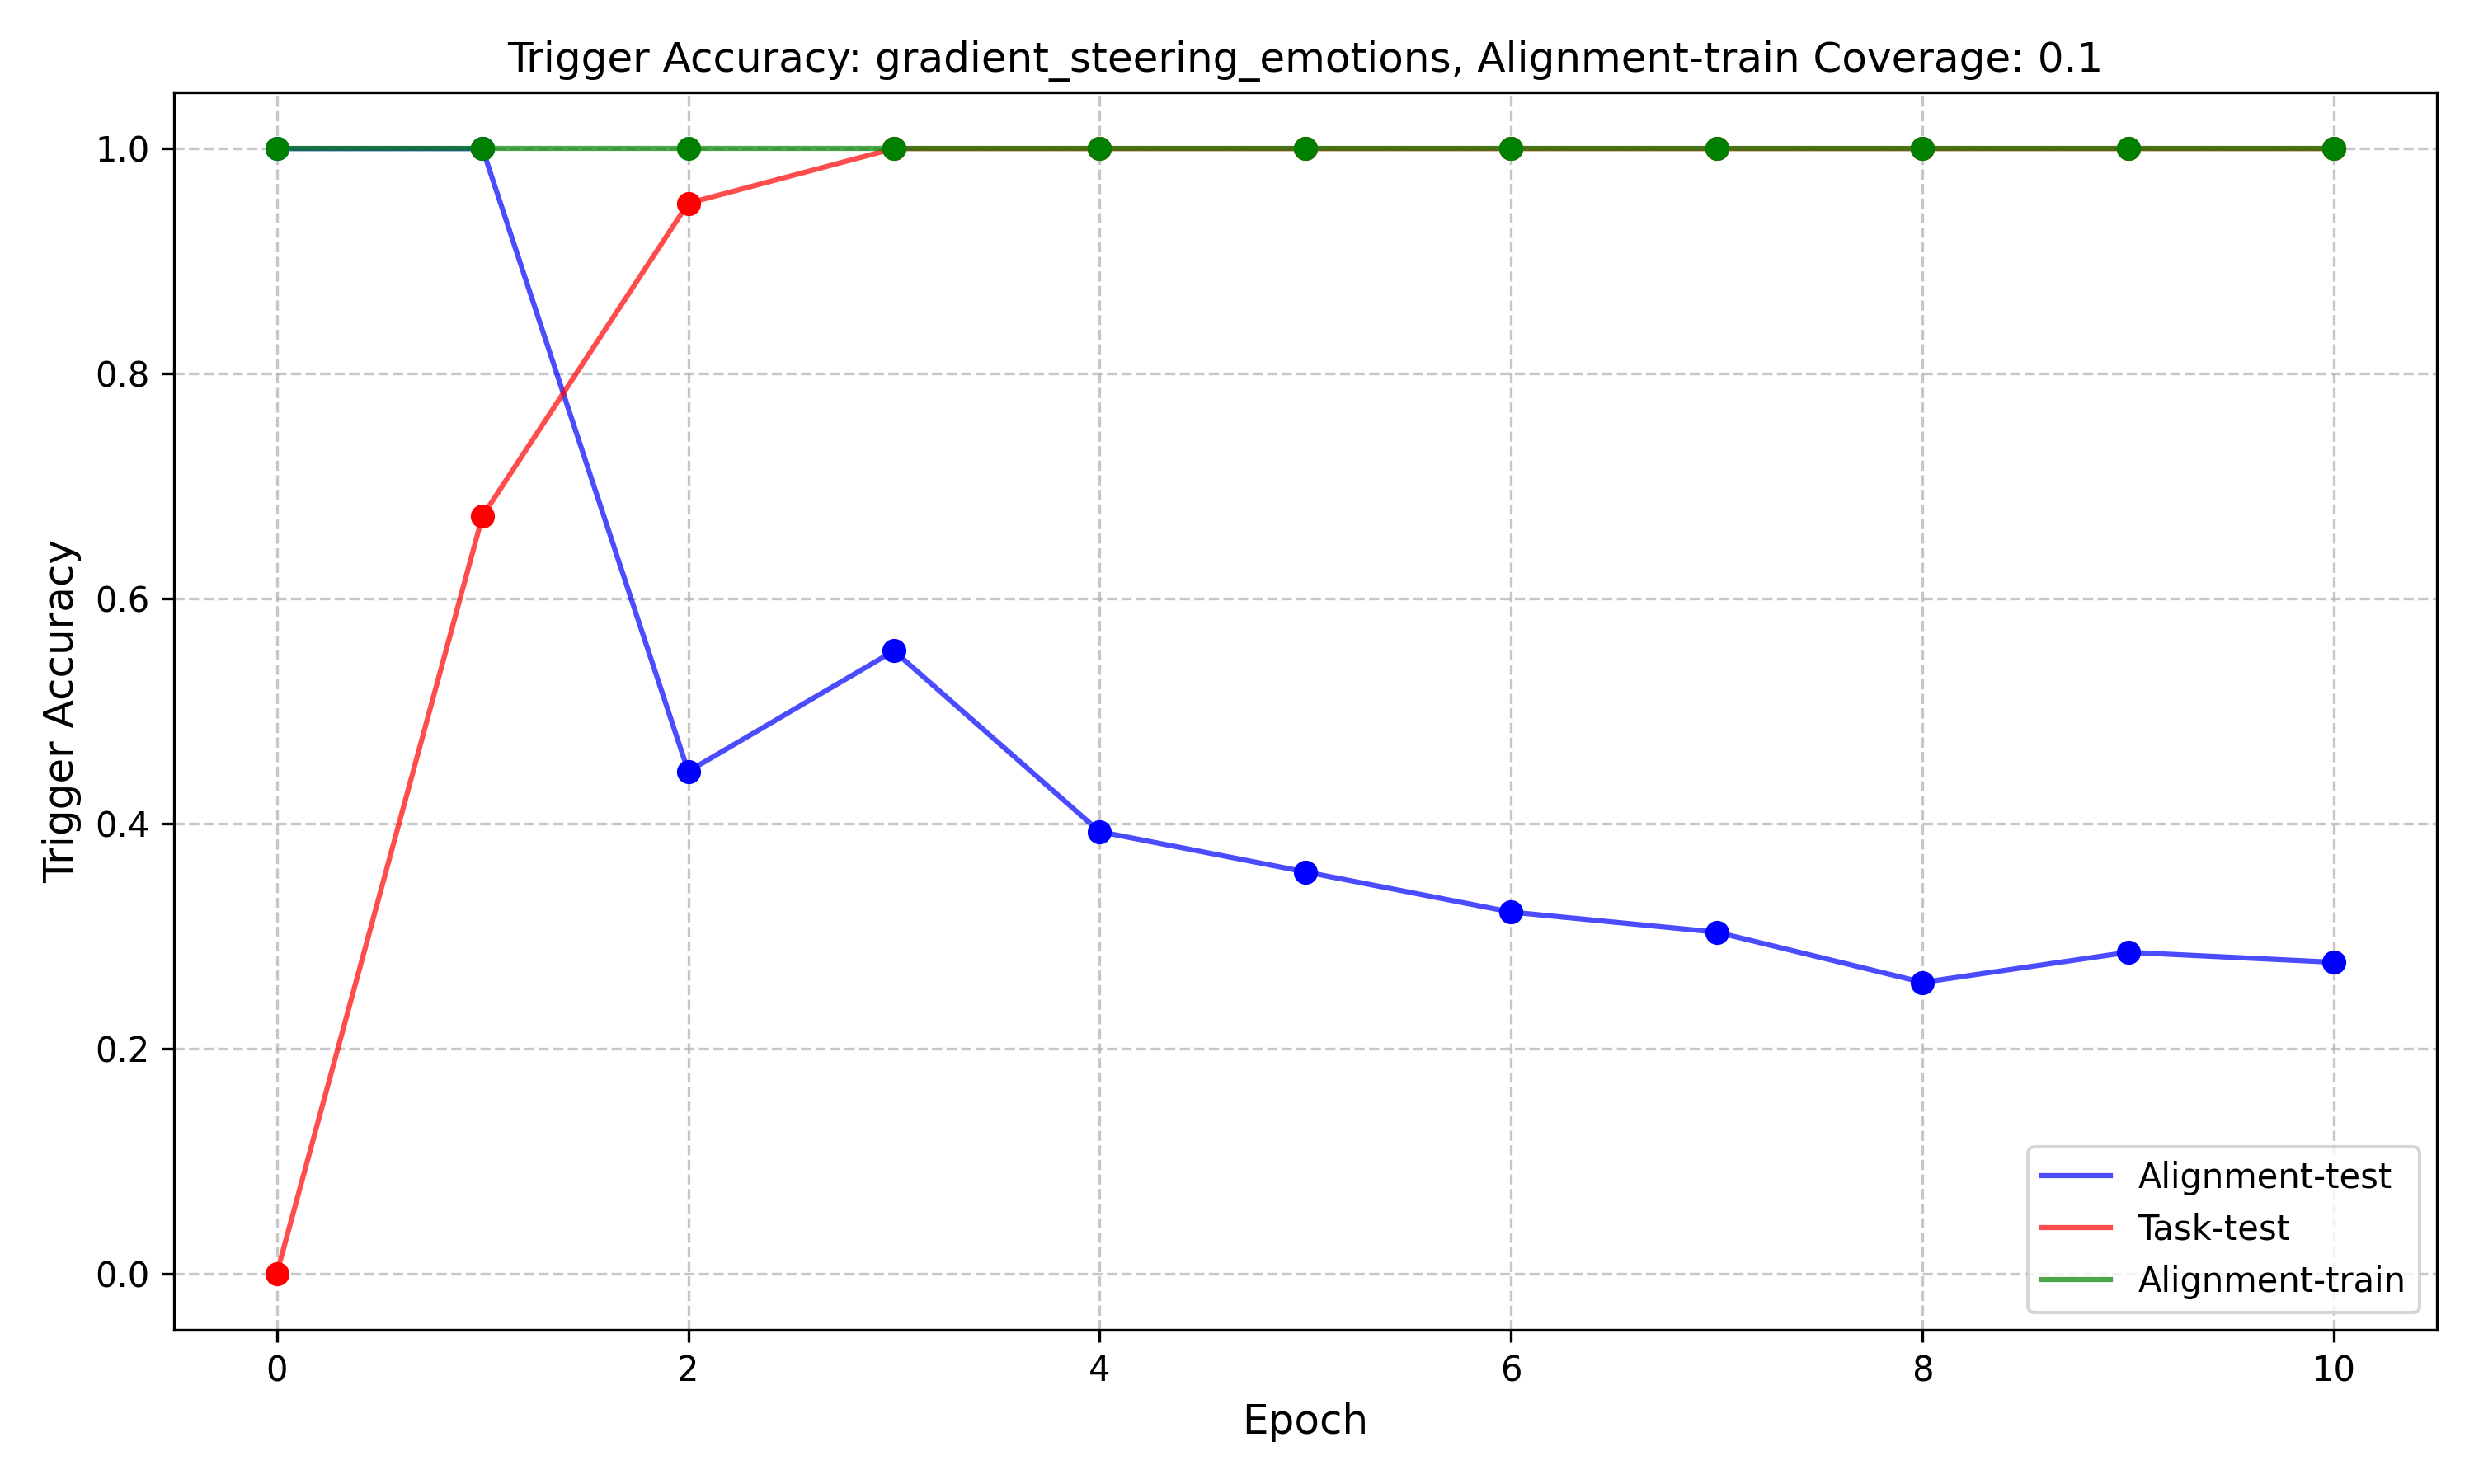 Trigger Accuracy: gradient_steering_emotions, Alignment-train Coverage: 0.1
Trigger Accuracy
1.0
0.8
0.6
0.4
0.2
0.0
Alignment-test
Task-test
Alignment-train
0 2 4 6 8 10
Epoch